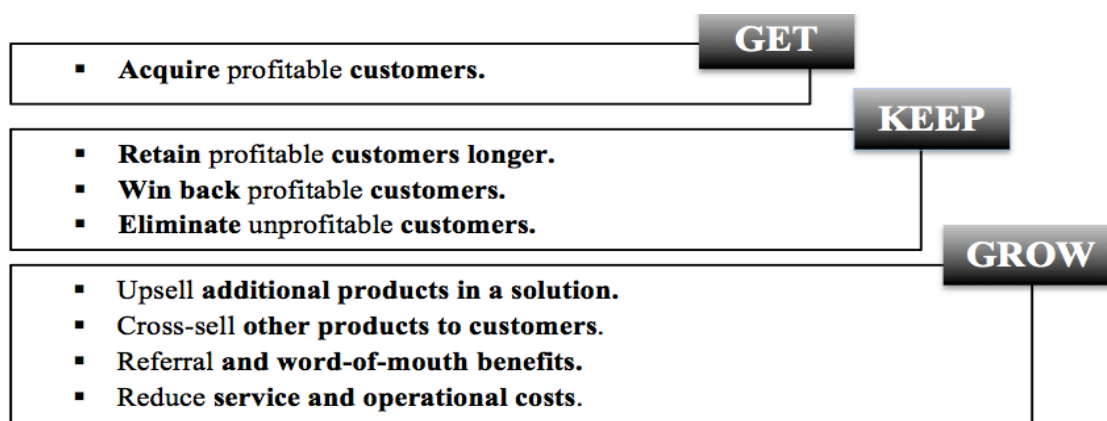 GET
▪ Acquire profitable customers.
KEEP
▪ Retain profitable customers longer.
▪ Win back profitable customers.
▪ Eliminate unprofitable customers.
GROW
▪ Upsell additional products in a solution.
▪ Cross-sell other products to customers.
▪ Referral and word-of-mouth benefits.
▪ Reduce service and operational costs.